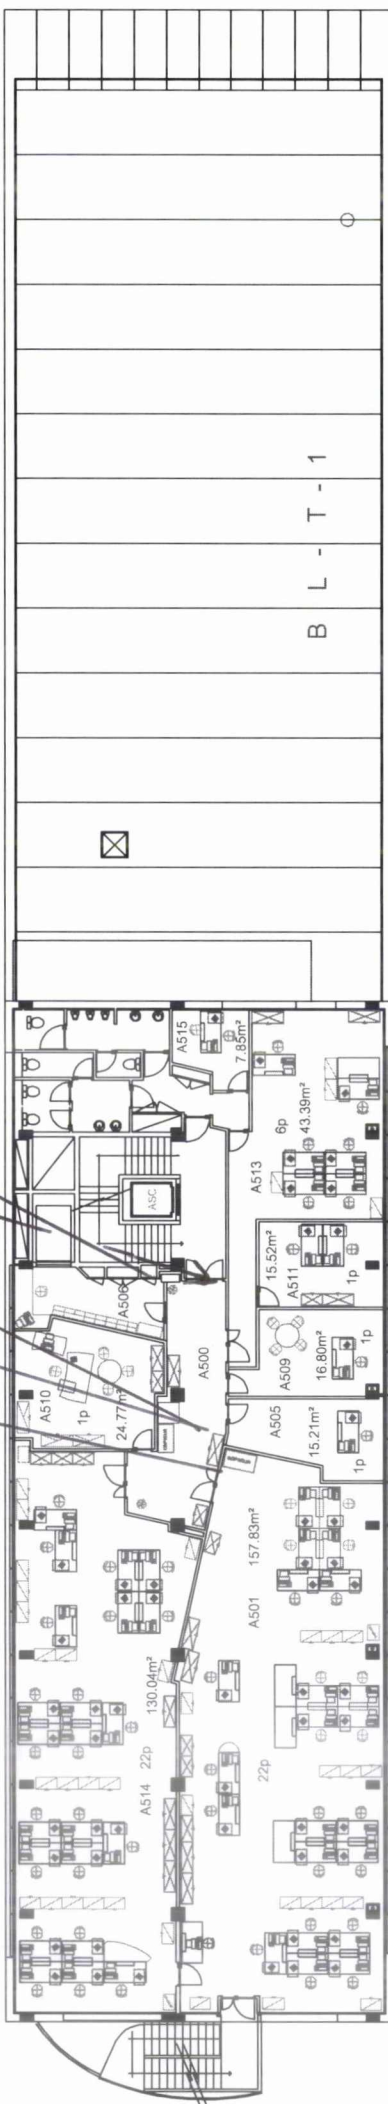 B L - T - 1
A515
7.85m²
6p
43.39m²
A513
ASC
15.52m²
A511
1p
A506
A500
A509
16.80m²
1p
A510
1p
24.77m²
A505
15.21m²
1p
157.83m²
A501
22p
130.04m²
22p
A514